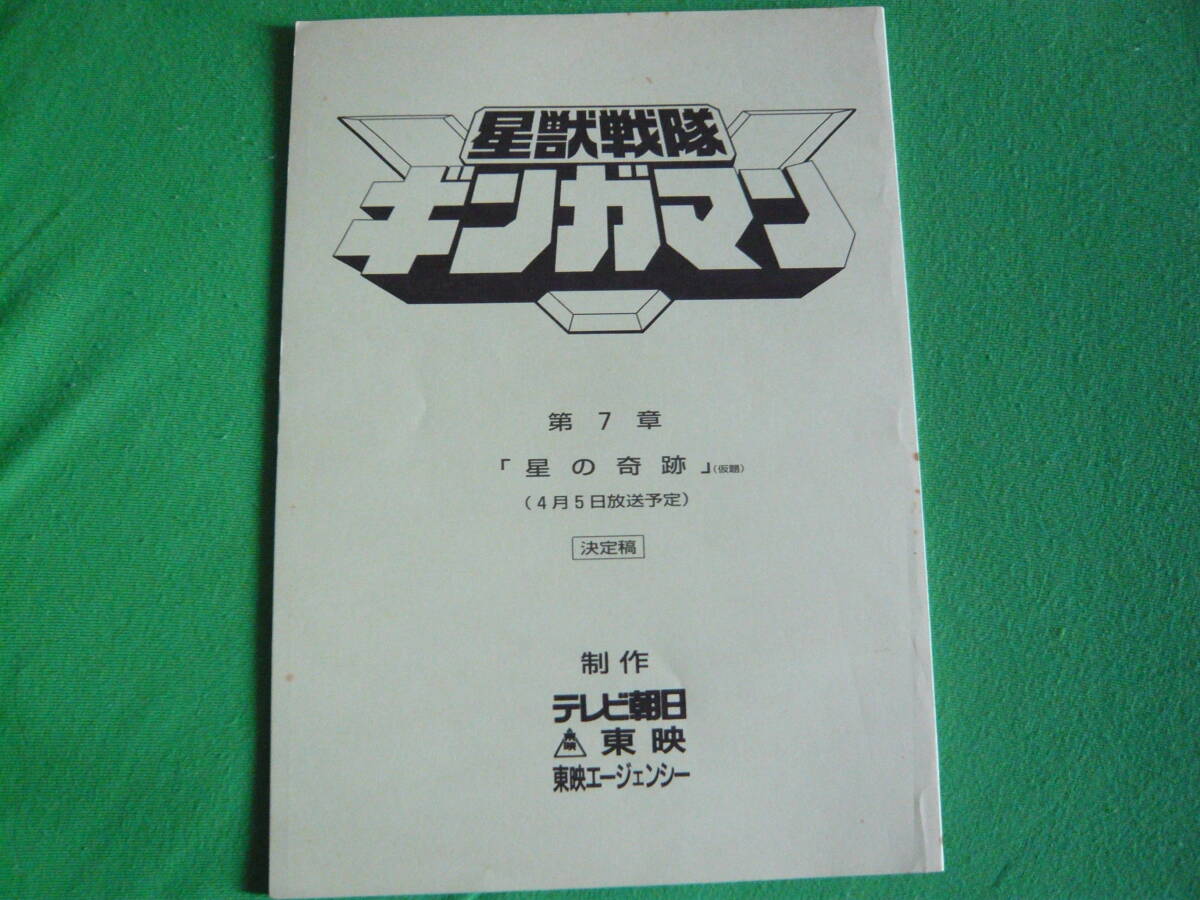 星獣戦隊
ギンガマン
第7章
「星の奇跡」(仮題)
(4月5日放送予定)
決定稿
制作
テレビ朝日
東映 東映
東映エージェンシー